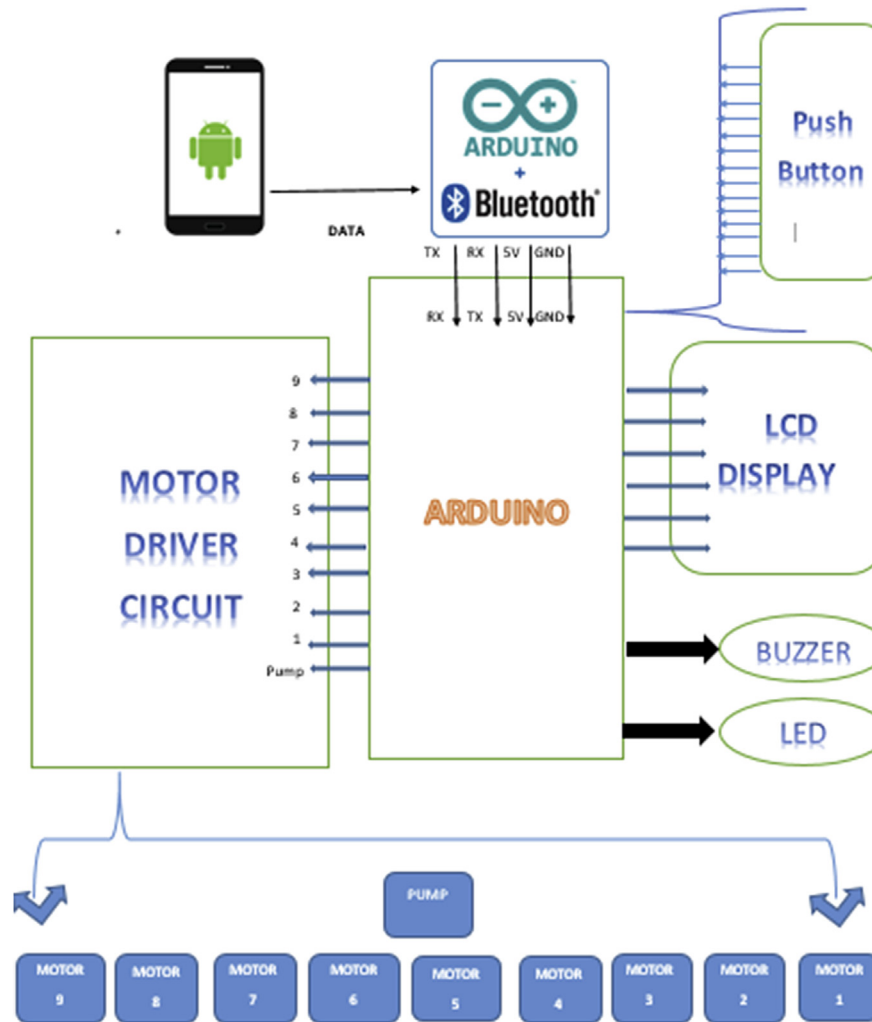 ARDUINO
+
Bluetooth®
DATA
TX RX 5V GND
RX TX 5V GND
Push
Button
LCD
DISPLAY
9
8
7
6
5
4
3
2
1
Pump
MOTOR
DRIVER
CIRCUIT
ARDUINO
BUZZER
LED
PUMP
MOTOR
9
MOTOR
8
MOTOR
7
MOTOR
6
MOTOR
5
MOTOR
4
MOTOR
3
MOTOR
2
MOTOR
1